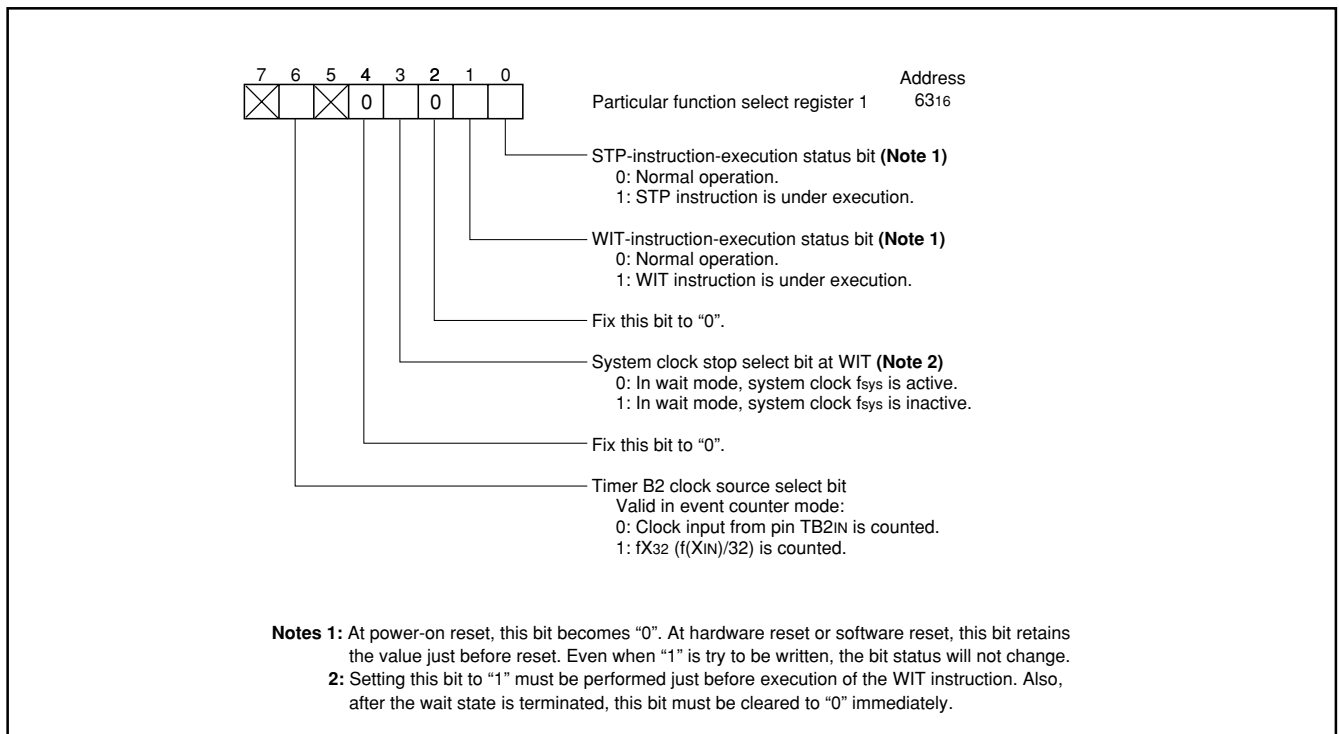 7 6 5 4 3 2 1 0
Address
0 0
Particular function select register 1 6316
STP-instruction-execution status bit (Note 1)
0: Normal operation.
1: STP instruction is under execution.
WIT-instruction-execution status bit (Note 1)
0: Normal operation.
1: WIT instruction is under execution.
Fix this bit to “0”.
System clock stop select bit at WIT (Note 2)
0: In wait mode, system clock fsys is active.
1: In wait mode, system clock fsys is inactive.
Fix this bit to “0”.
Timer B2 clock source select bit
Valid in event counter mode:
0: Clock input from pin TB2IN is counted.
1: fX32 (f(XIN)/32) is counted.
Notes 1: At power-on reset, this bit becomes “0”. At hardware reset or software reset, this bit retains
the value just before reset. Even when “1” is try to be written, the bit status will not change.
2: Setting this bit to “1” must be performed just before execution of the WIT instruction. Also,
after the wait state is terminated, this bit must be cleared to “0” immediately.